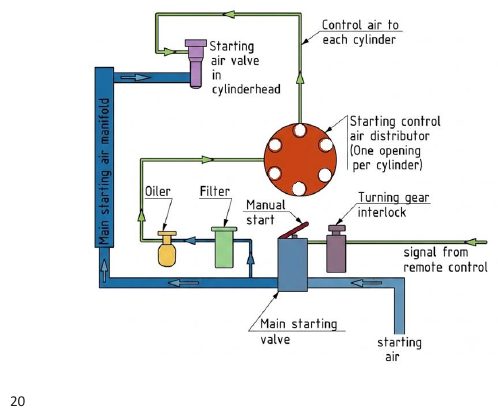 Control air to
each cylinder
Starting
air valve
in
cylinderhead
Main starting air manifold
Starting control
air distributor
(One opening
per cylinder)
Oiler
Filter
Manual
start
Turning gear
interlock
signal from
remote control
Main starting
valve
starting
air
20